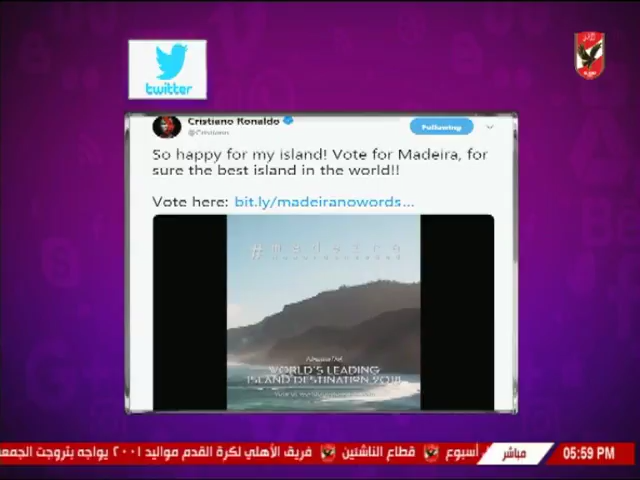 twitter
Cristiano Ronaldo
@Cristiano
Following
So happy for my island! Vote for Madeira, for
sure the best island in the world!!
Vote here: bit.ly/madeiranowords...
#madeira
WORLD'S LEADING
ISLAND DESTINATION 2018
أسبوع قطاع الناشئين فريق الأهلي لكرة القدم مواليد ٢٠٠١ يواجه بتروجت الجمعة
مباشر
05:59 PM